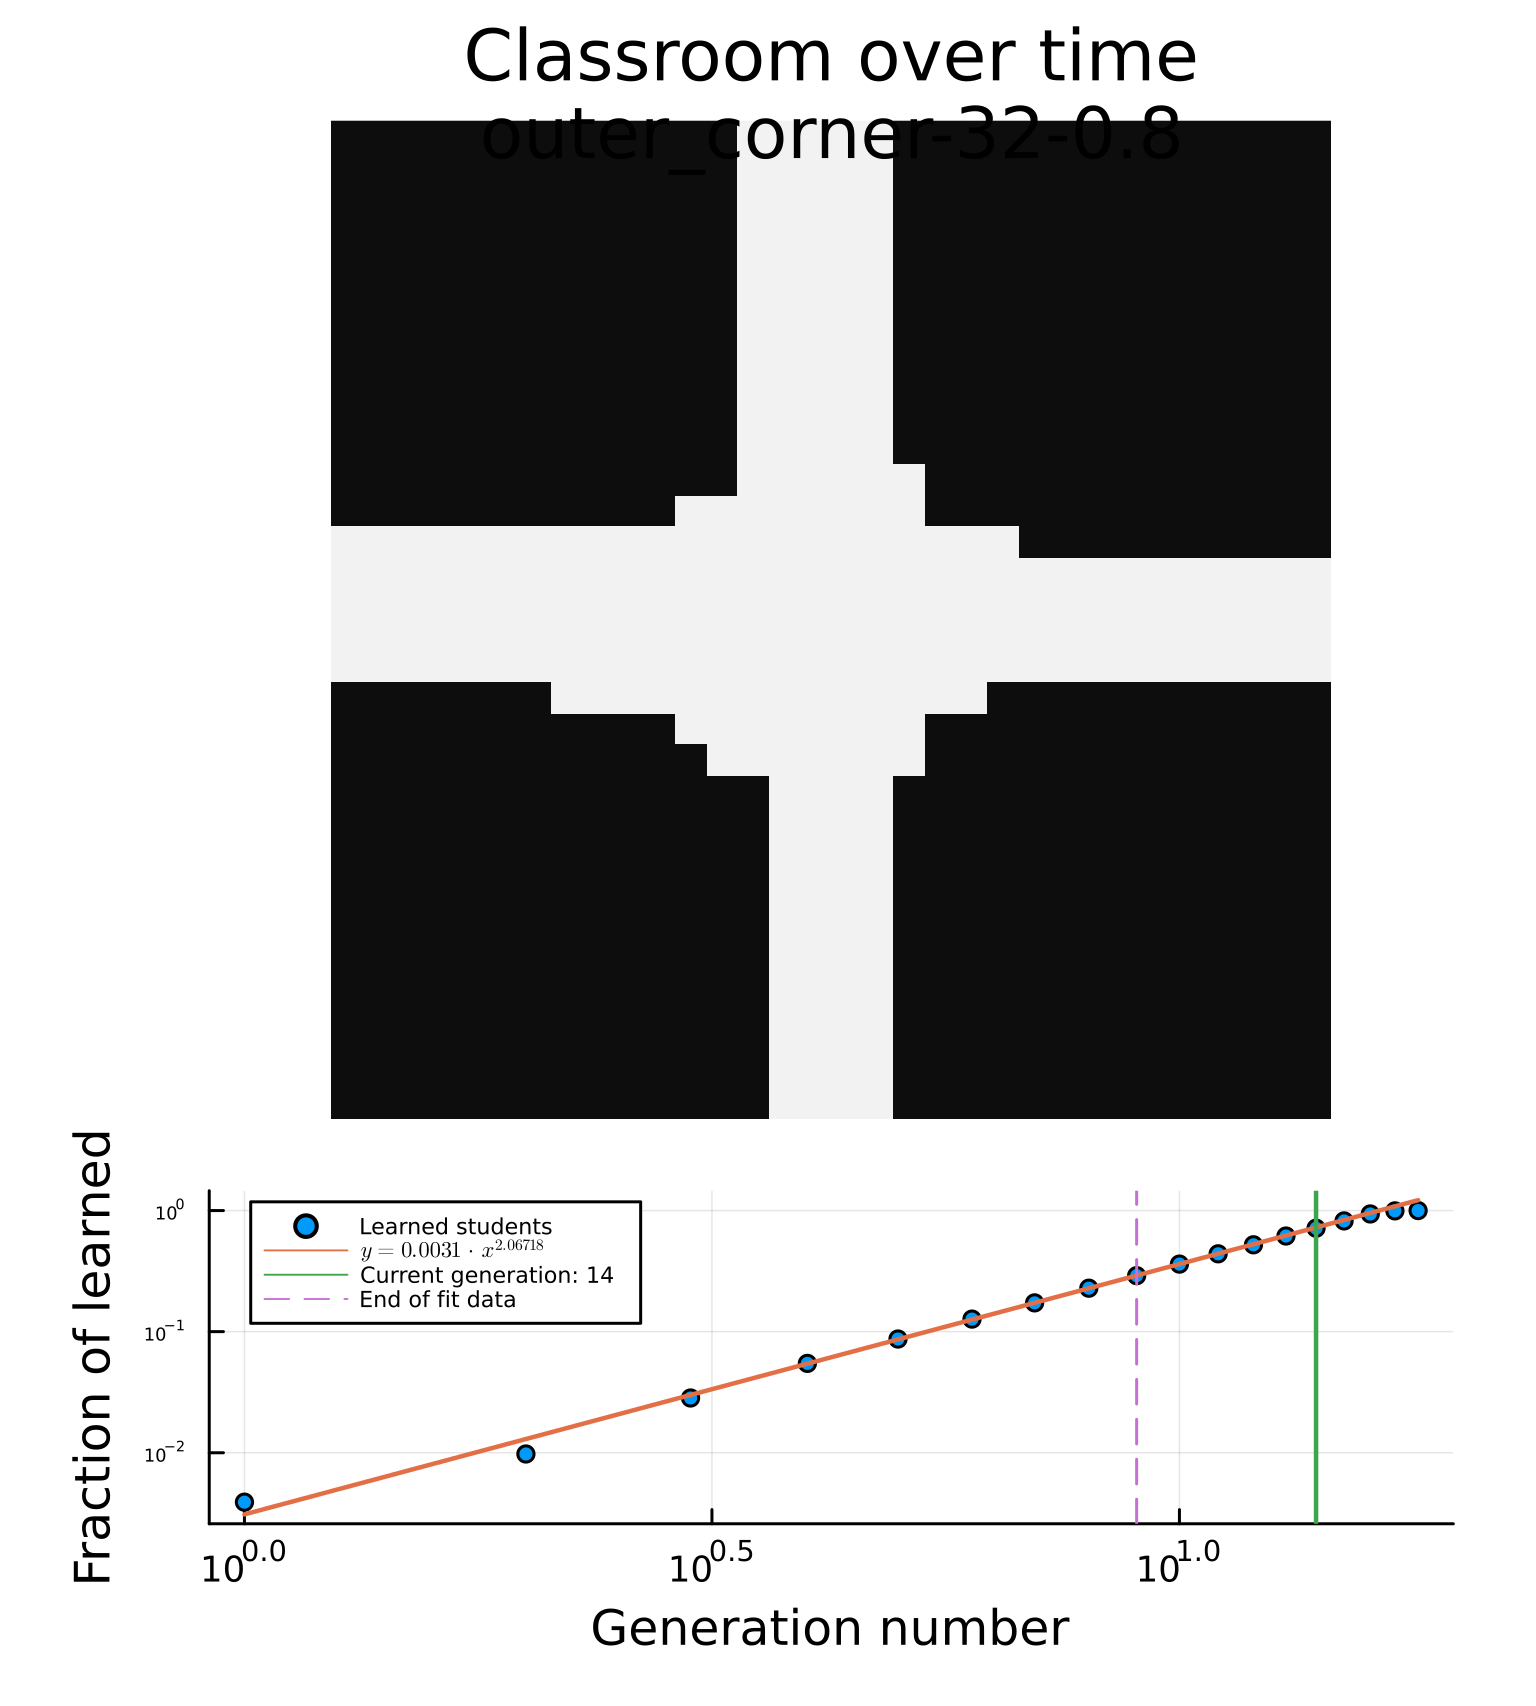 Classroom over time
outer_corner-32-0.8
Fraction of learned
10^0
10^−1
10^−2
Learned students
y = 0.0031 · x^2.06718
Current generation: 14
End of fit data
10^0.0 10^0.5 10^1.0
Generation number